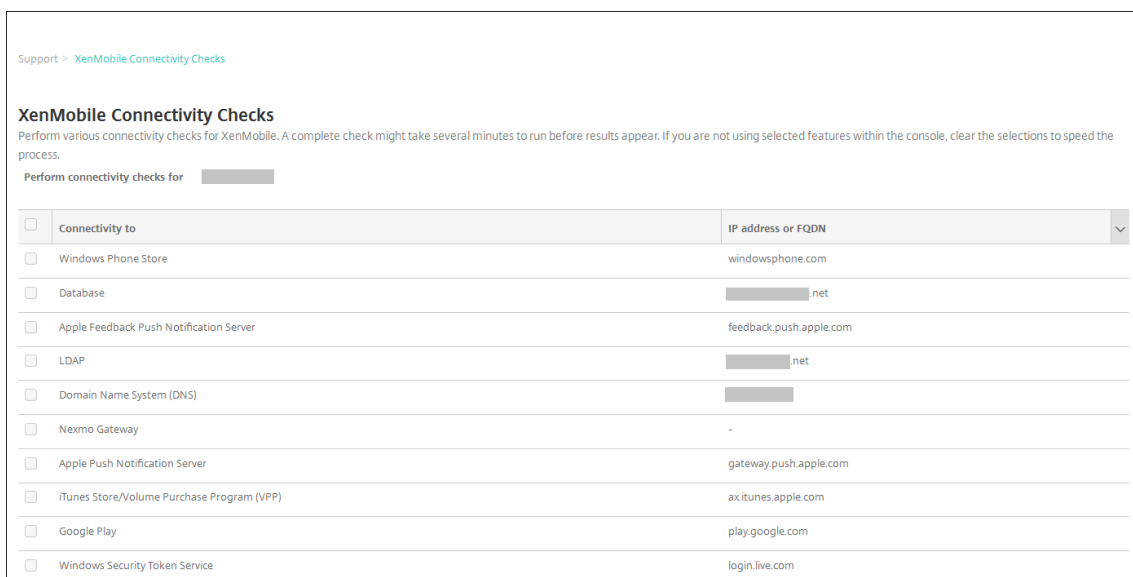 Support > XenMobile Connectivity Checks
XenMobile Connectivity Checks
Perform various connectivity checks for XenMobile. A complete check might take several minutes to run before results appear. If you are not using selected features within the console, clear the selections to speed the
process.
Perform connectivity checks for
Connectivity to IP address or FQDN
Windows Phone Store windowsphone.com
Database .net
Apple Feedback Push Notification Server feedback.push.apple.com
LDAP .net
Domain Name System (DNS)
Nexmo Gateway -
Apple Push Notification Server gateway.push.apple.com
iTunes Store/Volume Purchase Program (VPP) ax.itunes.apple.com
Google Play play.google.com
Windows Security Token Service login.live.com